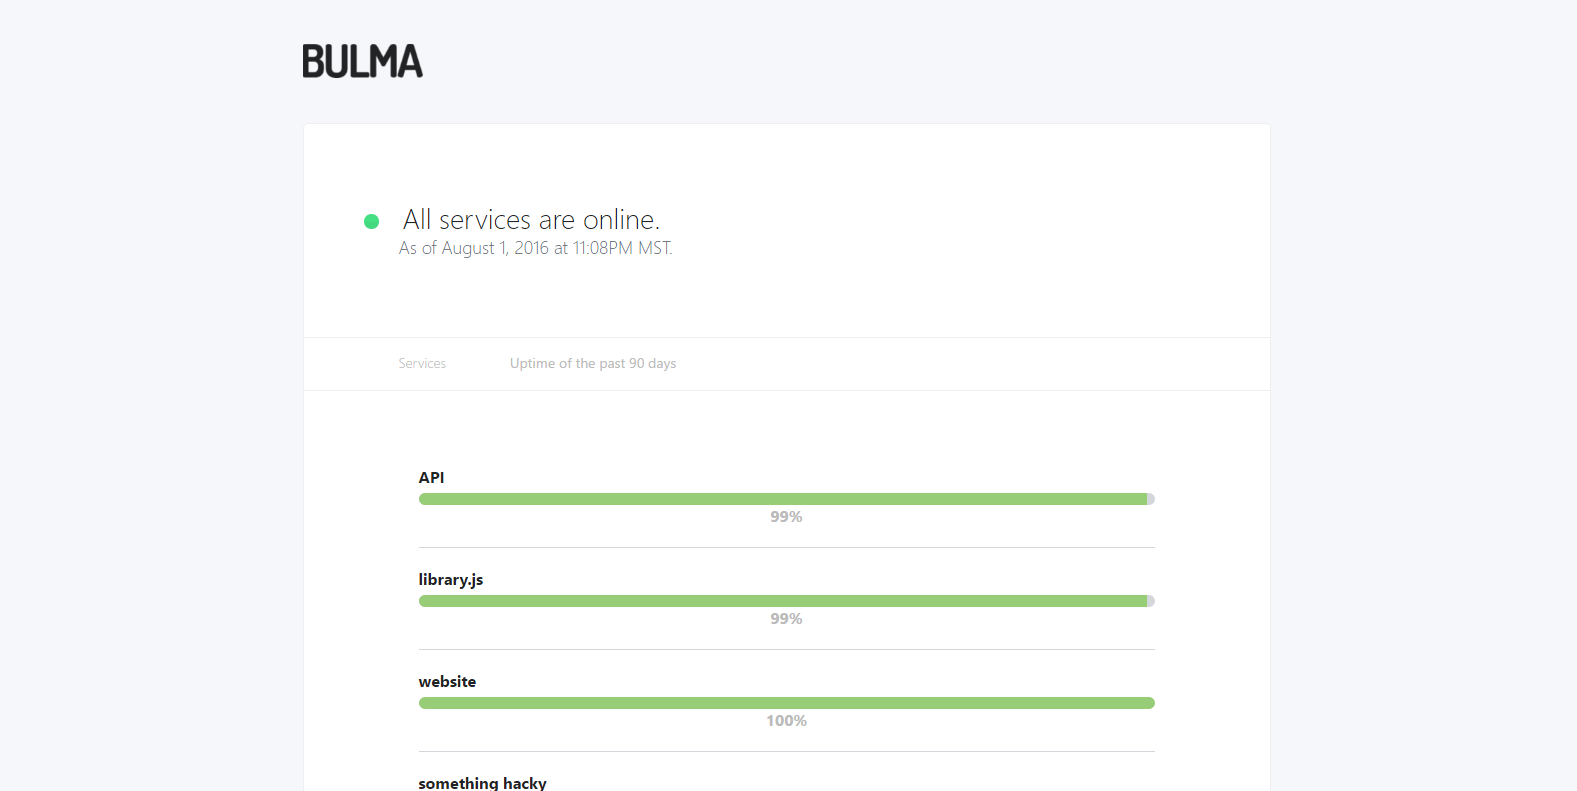 BULMA
All services are online.
As of August 1, 2016 at 11:08PM MST.
Services Uptime of the past 90 days
API
99%
library.js
99%
website
100%
something hacky